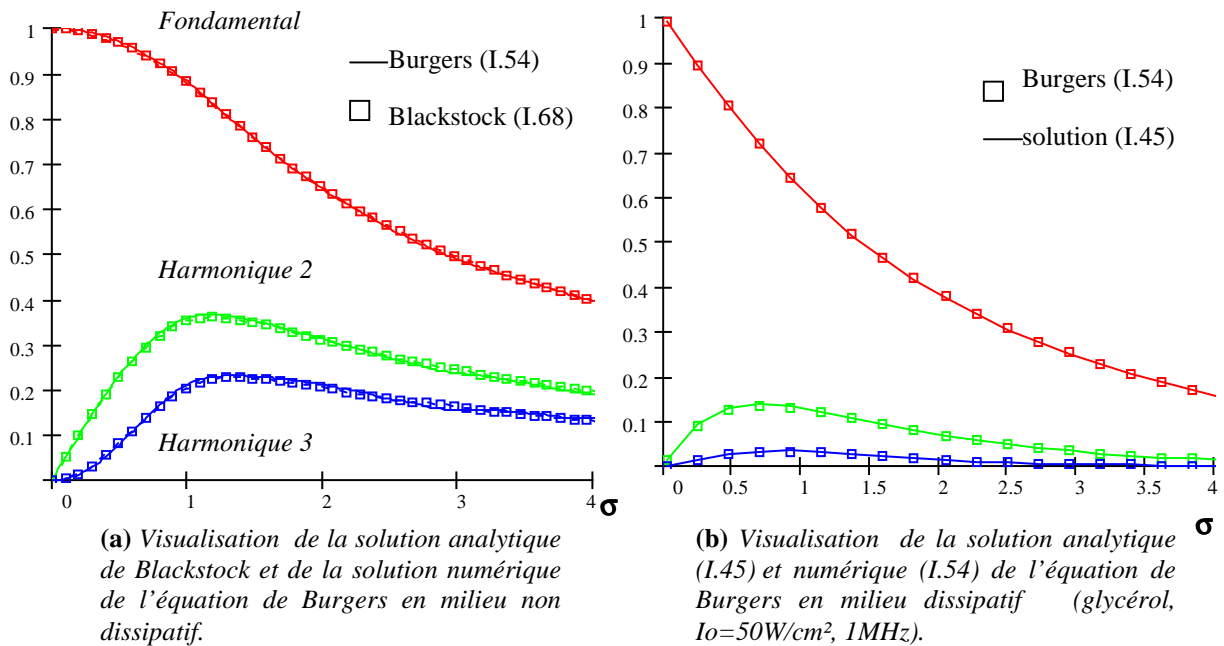 Fondamental
Burgers (I.54)
Blackstock (I.68)
Harmonique 2
Harmonique 3
1
0.9
0.8
0.7
0.6
0.5
0.4
0.3
0.2
0.1
0 1 2 3 4 σ
(a) Visualisation de la solution analytique
de Blackstock et de la solution numérique
de l'équation de Burgers en milieu non
dissipatif.
Burgers (I.54)
solution (I.45)
1
0.9
0.8
0.7
0.6
0.5
0.4
0.3
0.2
0.1
0 0.5 1 1.5 2 2.5 3 3.5 4
σ
(b) Visualisation de la solution analytique
(I.45) et numérique (I.54) de l'équation de
Burgers en milieu dissipatif (glycérol,
Io=50W/cm², 1MHz).